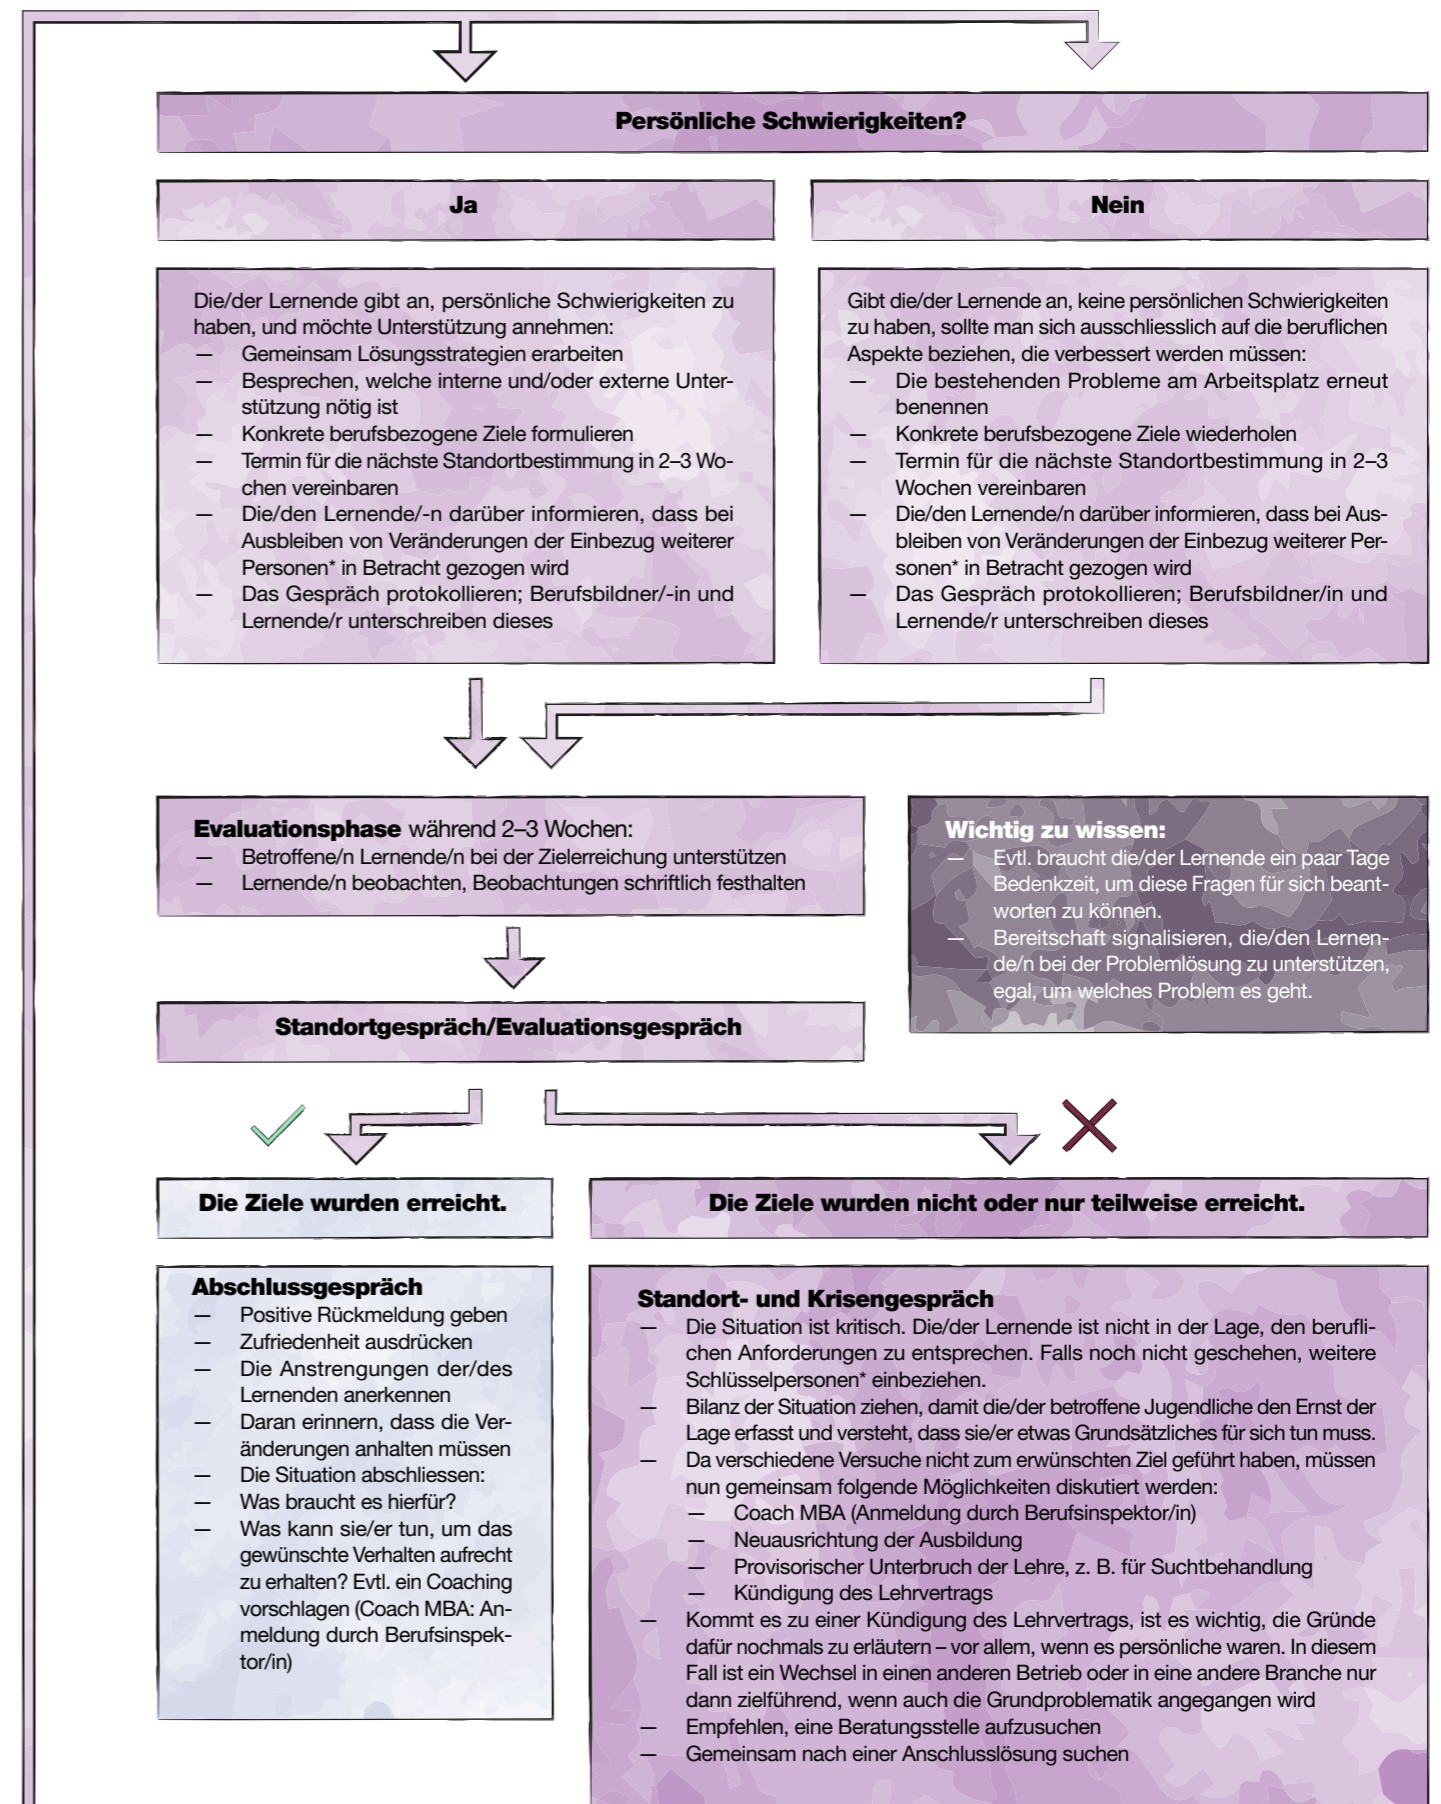 Persönliche Schwierigkeiten?
Ja
Die/der Lernende gibt an, persönliche Schwierigkeiten zu
haben, und möchte Unterstützung annehmen:
— Gemeinsam Lösungsstrategien erarbeiten
— Besprechen, welche interne und/oder externe Unter-
stützung nötig ist
— Konkrete berufsbezogene Ziele formulieren
— Termin für die nächste Standortbestimmung in 2–3 Wo-
chen vereinbaren
— Die/den Lernende/-n darüber informieren, dass bei
Ausbleiben von Veränderungen der Einbezug weiterer
Personen* in Betracht gezogen wird
— Das Gespräch protokollieren; Berufsbildner/-in und
Lernende/r unterschreiben dieses
Nein
Gibt die/der Lernende an, keine persönlichen Schwierigkeiten
zu haben, sollte man sich ausschliesslich auf die beruflichen
Aspekte beziehen, die verbessert werden müssen:
— Die bestehenden Probleme am Arbeitsplatz erneut
benennen
— Konkrete berufsbezogene Ziele wiederholen
— Termin für die nächste Standortbestimmung in 2–3
Wochen vereinbaren
— Die/den Lernende/n darüber informieren, dass bei Aus-
bleiben von Veränderungen der Einbezug weiterer Per-
sonen* in Betracht gezogen wird
— Das Gespräch protokollieren; Berufsbildner/in und
Lernende/r unterschreiben dieses
Evaluationsphase während 2–3 Wochen:
— Betroffene/n Lernende/n bei der Zielerreichung unterstützen
— Lernende/n beobachten, Beobachtungen schriftlich festhalten
Wichtig zu wissen:
— Evtl. braucht die/der Lernende ein paar Tage
Bedenkzeit, um diese Fragen für sich beant-
worten zu können.
— Bereitschaft signalisieren, die/den Lernen-
de/n bei der Problemlösung zu unterstützen,
egal, um welches Problem es geht.
Standortgespräch/Evaluationsgespräch
Die Ziele wurden erreicht.
Abschlussgespräch
— Positive Rückmeldung geben
— Zufriedenheit ausdrücken
— Die Anstrengungen der/des
Lernenden anerkennen
— Daran erinnern, dass die Ver-
änderungen anhalten müssen
— Die Situation abschliessen:
— Was braucht es hierfür?
— Was kann sie/er tun, um das
gewünschte Verhalten aufrecht
zu erhalten? Evtl. ein Coaching
vorschlagen (Coach MBA: An-
meldung durch Berufsinspek-
tor/in)
Die Ziele wurden nicht oder nur teilweise erreicht.
Standort- und Krisengespräch
— Die Situation ist kritisch. Die/der Lernende ist nicht in der Lage, den berufli-
chen Anforderungen zu entsprechen. Falls noch nicht geschehen, weitere
Schlüsselpersonen* einbeziehen.
— Bilanz der Situation ziehen, damit die/der betroffene Jugendliche den Ernst der
Lage erfasst und versteht, dass sie/er etwas Grundsätzliches für sich tun muss.
— Da verschiedene Versuche nicht zum erwünschten Ziel geführt haben, müssen
nun gemeinsam folgende Möglichkeiten diskutiert werden:
— Coach MBA (Anmeldung durch Berufsinspektor/in)
— Neuausrichtung der Ausbildung
— Provisorischer Unterbruch der Lehre, z. B. für Suchtbehandlung
— Kündigung des Lehrvertrags
— Kommt es zu einer Kündigung des Lehrvertrags, ist es wichtig, die Gründe
dafür nochmals zu erläutern – vor allem, wenn es persönliche waren. In diesem
Fall ist ein Wechsel in einen anderen Betrieb oder in eine andere Branche nur
dann zielführend, wenn auch die Grundproblematik angegangen wird
— Empfehlen, eine Beratungsstelle aufzusuchen
— Gemeinsam nach einer Anschlusslösung suchen